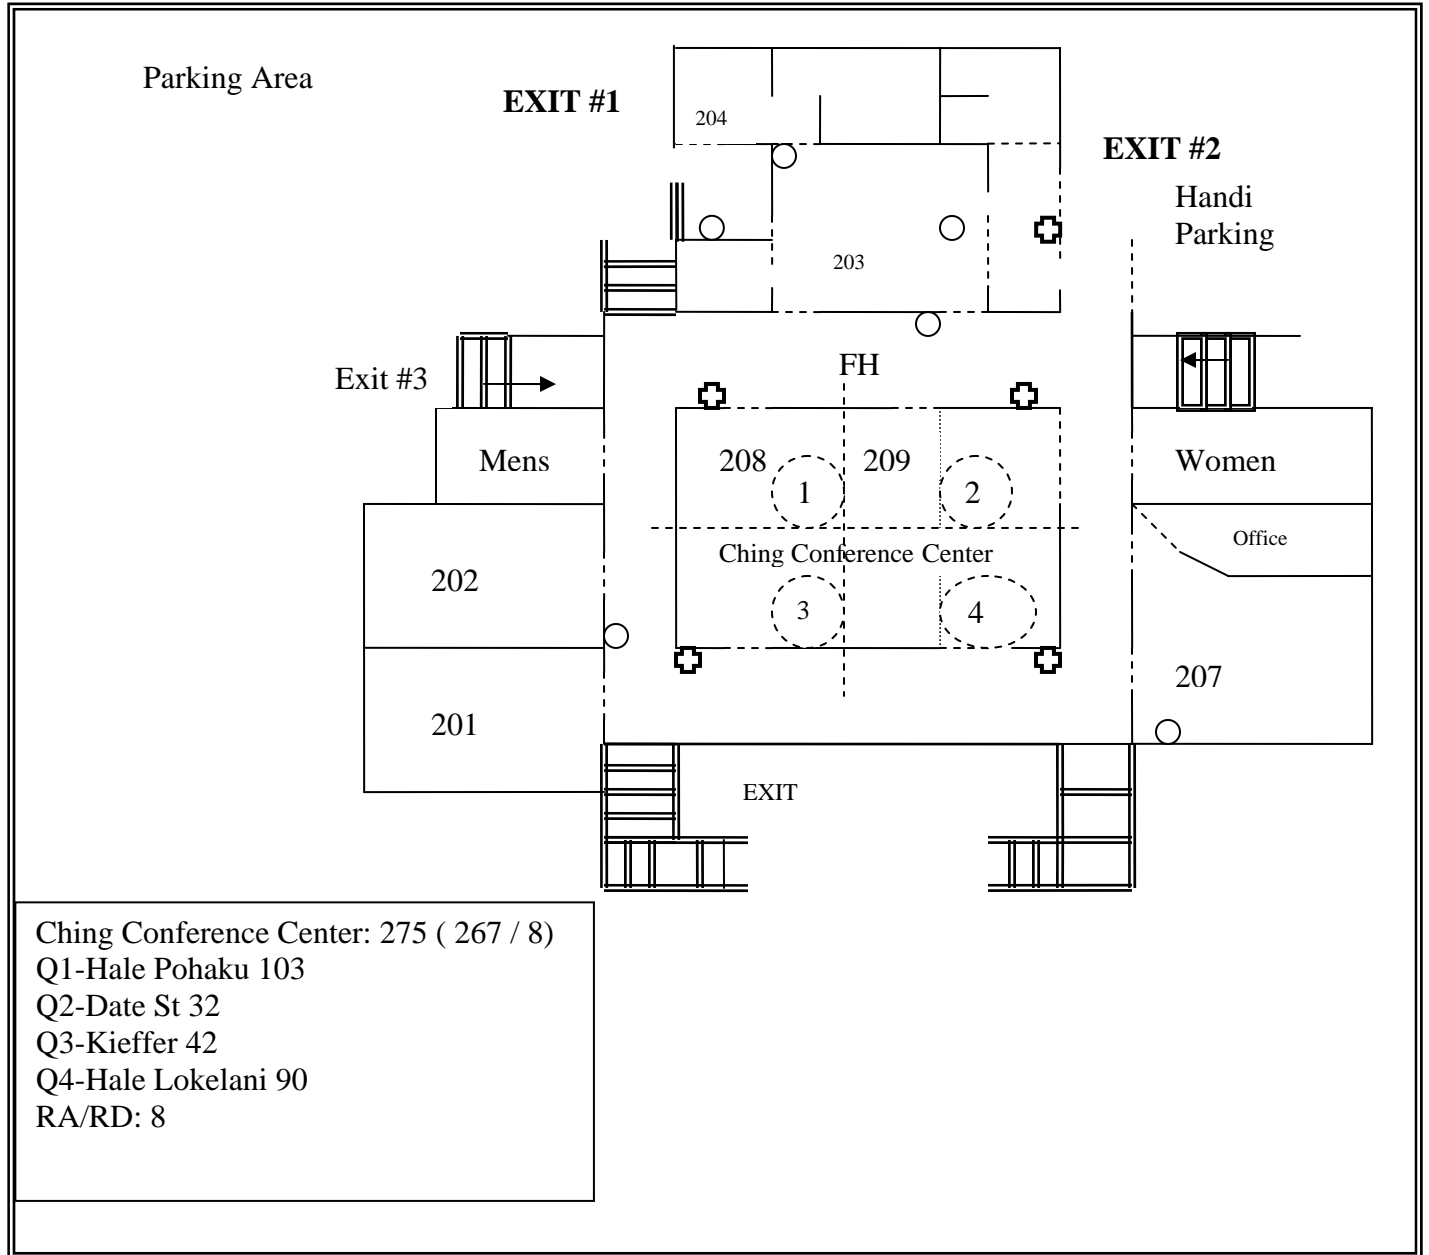 Parking Area
EXIT #1
204
EXIT #2
Handi
Parking
203
Exit #3
FH
Mens
208
209
Women
1
2
Office
Ching Conference Center
202
3
4
207
201
EXIT
Ching Conference Center: 275 ( 267 / 8)
Q1-Hale Pohaku 103
Q2-Date St 32
Q3-Kieffer 42
Q4-Hale Lokelani 90
RA/RD: 8